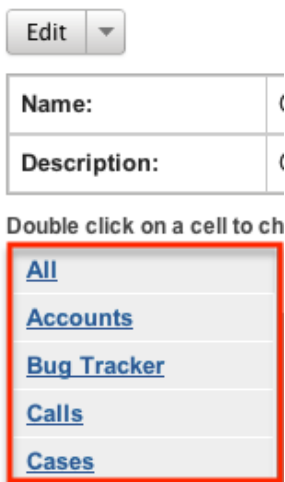 Edit
Name:
Description:
Double click on a cell to ch
All
Accounts
Bug Tracker
Calls
Cases